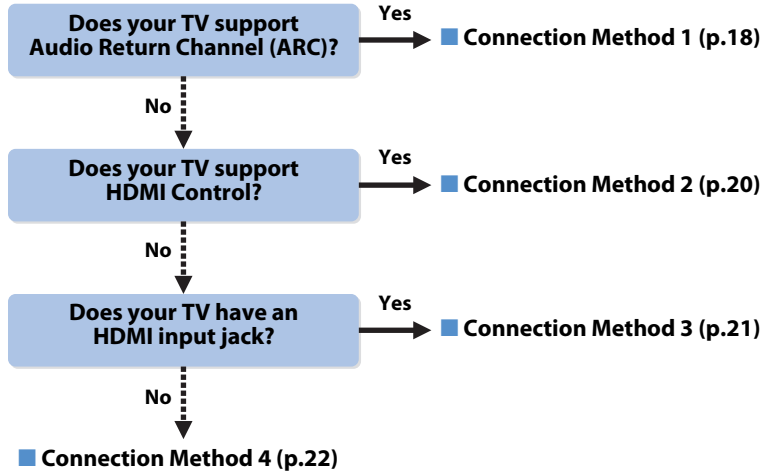 Does your TV support
Audio Return Channel (ARC)?
Yes
Connection Method 1 (p.18)
No
Does your TV support
HDMI Control?
Yes
Connection Method 2 (p.20)
No
Does your TV have an
HDMI input jack?
Yes
Connection Method 3 (p.21)
No
Connection Method 4 (p.22)